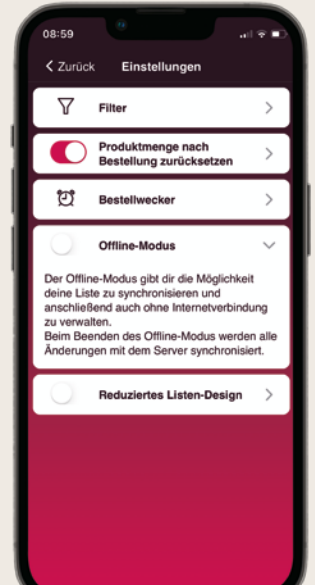 08:59
Zurück Einstellungen
Filter
Produktmenge nach
Bestellung zurücksetzen
Bestellwecker
Offline-Modus
Der Offline-Modus gibt dir die Möglichkeit
deine Liste zu synchronisieren und
anschließend auch ohne Internetverbindung
zu verwalten.
Beim Beenden des Offline-Modus werden alle
Änderungen mit dem Server synchronisiert.
Reduziertes Listen-Design